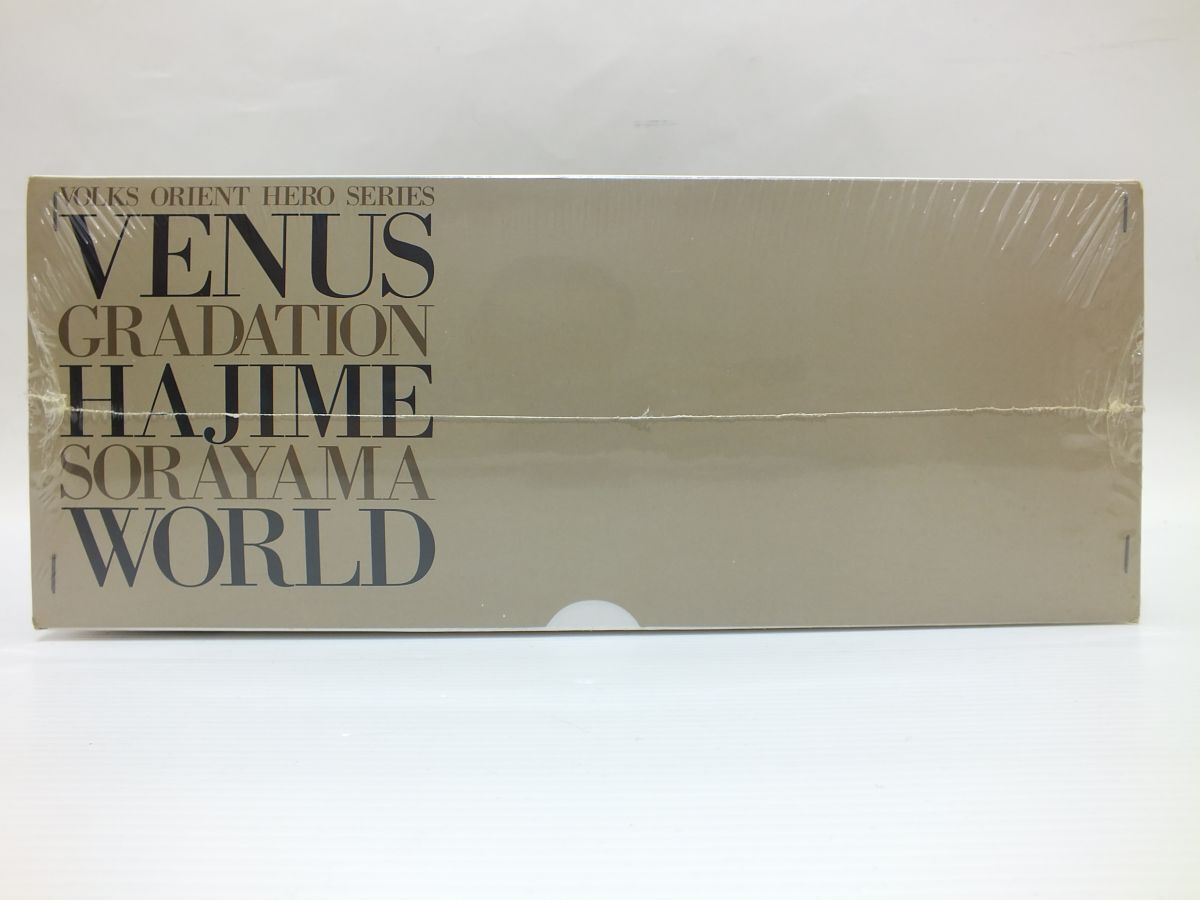 VOLKS ORIENT HERO SERIES
VENUS
GRADATION
HAJIME
SORAYAMA
WORLD